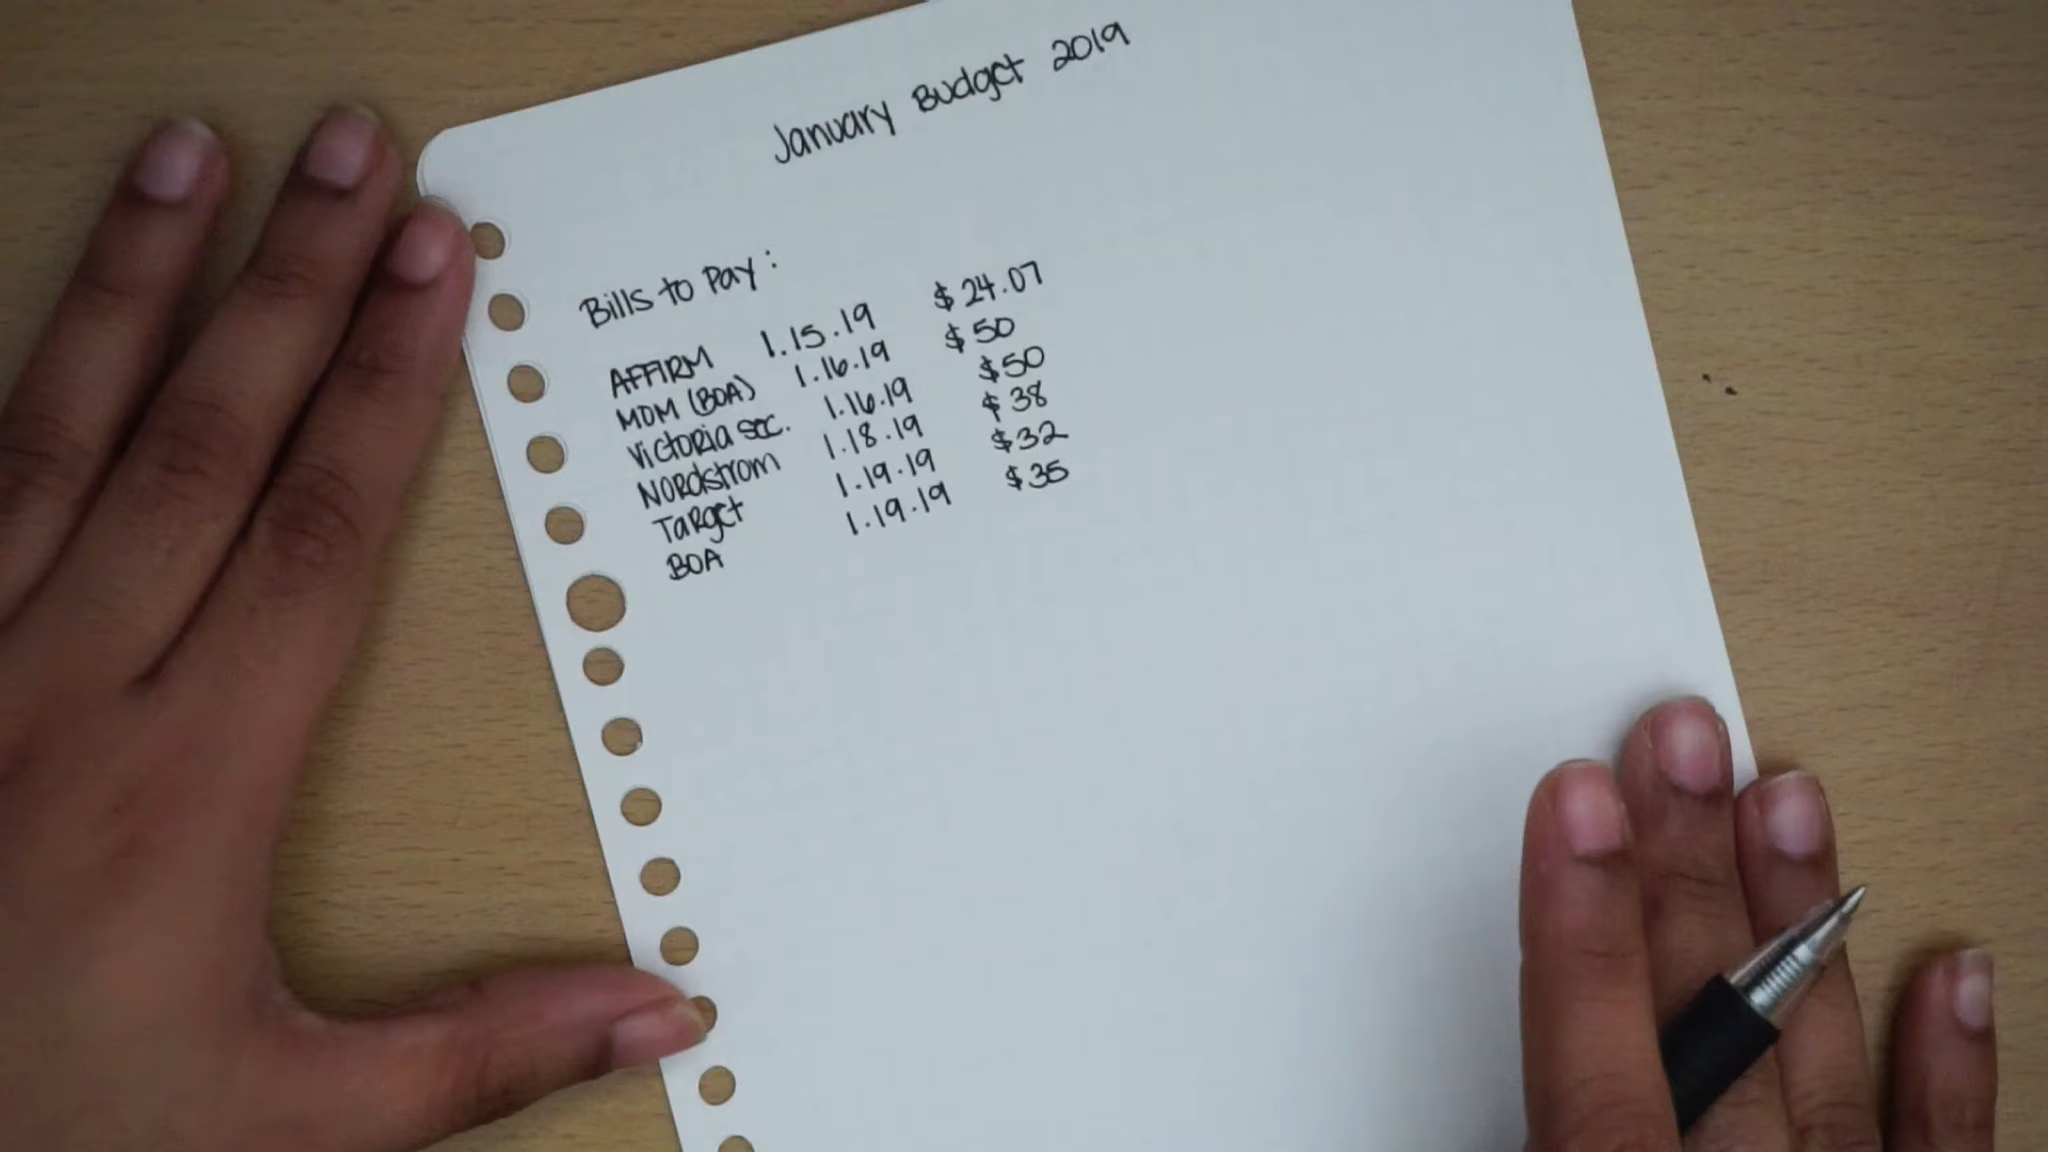 January Budget 2019
Bills to Pay:
AFFIRM 1.15.19 $24.07
MOM (BOA) 1.16.19 $50
Victoria sec. 1.16.19 $50
Nordstrom 1.18.19 $38
Target 1.19.19 $32
BOA 1.19.19 $35